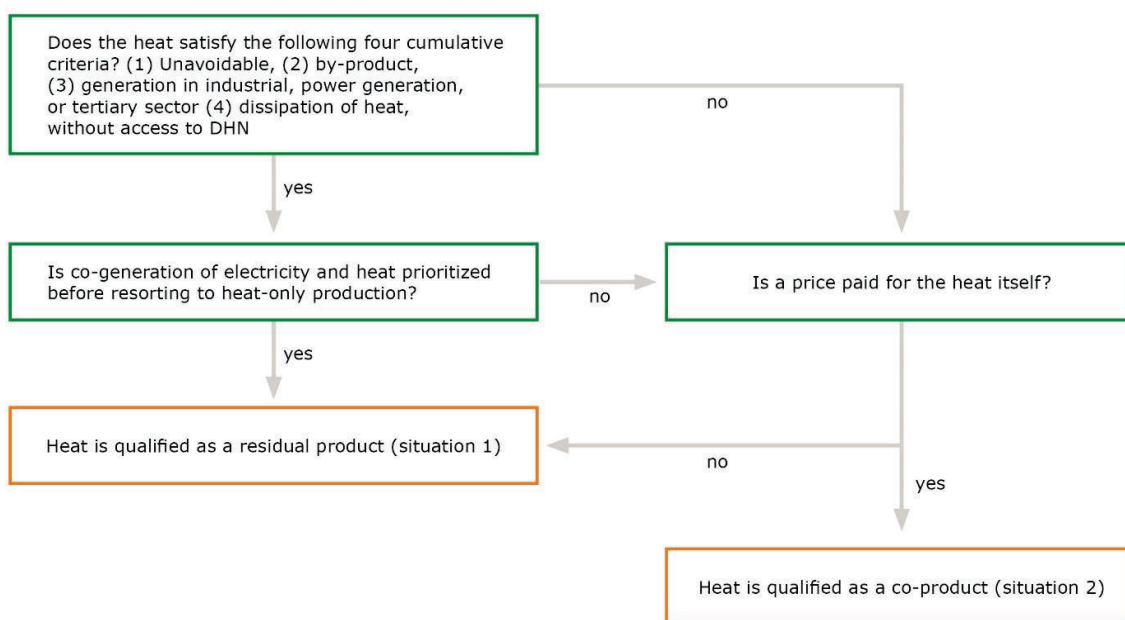 Does the heat satisfy the following four cumulative
criteria? (1) Unavoidable, (2) by-product,
(3) generation in industrial, power generation,
or tertiary sector (4) dissipation of heat,
without access to DHN
no
yes
Is co-generation of electricity and heat prioritized
before resorting to heat-only production?
no
Is a price paid for the heat itself?
yes
Heat is qualified as a residual product (situation 1)
no
yes
Heat is qualified as a co-product (situation 2)